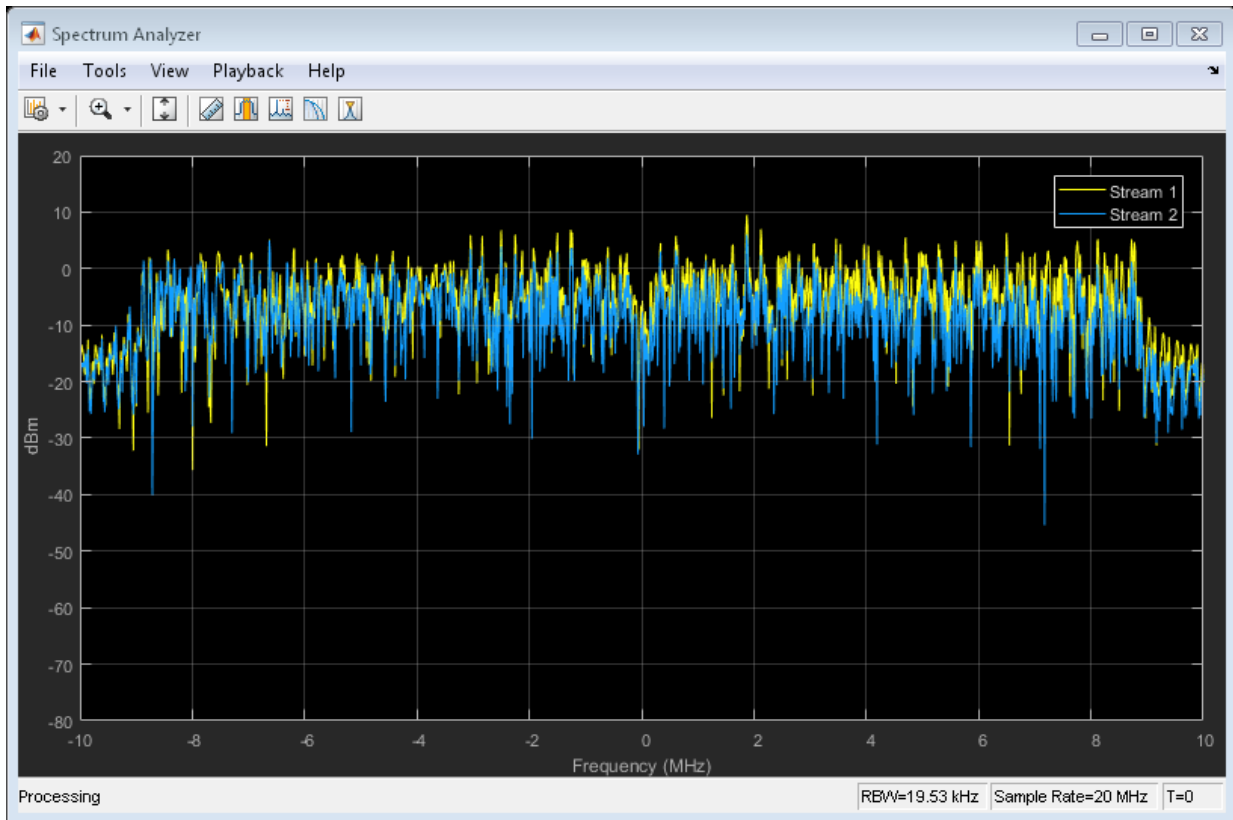 Spectrum Analyzer
File Tools View Playback Help
Stream 1
Stream 2
20
10
0
-10
-20
-30
-40
-50
-60
-70
-80
dBm
-10 -8 -6 -4 -2 0 2 4 6 8 10
Frequency (MHz)
Processing RBW=19.53 kHz Sample Rate=20 MHz T=0